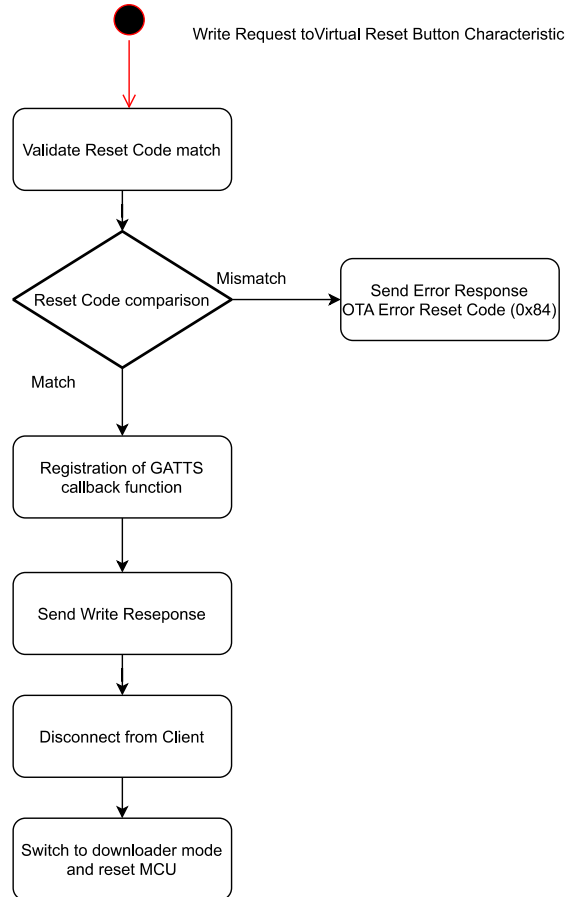 Write Request toVirtual Reset Button Characteristic
Validate Reset Code match
Reset Code comparison
Mismatch
Send Error Response
OTA Error Reset Code (0x84)
Match
Registration of GATTS
callback function
Send Write Reseponse
Disconnect from Client
Switch to downloader mode
and reset MCU